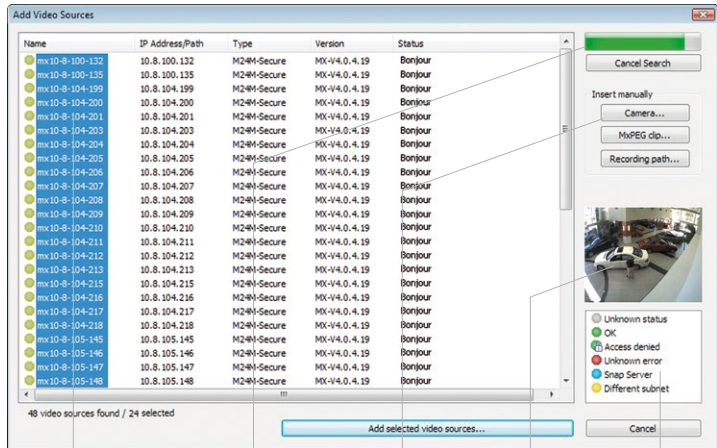 Add Video Sources
Name IP Address/Path Type Version Status
mx10-8-100-132 10.8.100.132 M24M-Secure MX-V4.0.4.19 Bonjour
mx10-8-100-135 10.8.100.135 M24M-Secure MX-V4.0.4.19 Bonjour
mx10-8-104-199 10.8.104.199 M24M-Secure MX-V4.0.4.19 Bonjour
mx10-8-104-200 10.8.104.200 M24M-Secure MX-V4.0.4.19 Bonjour
mx10-8-104-201 10.8.104.201 M24M-Secure MX-V4.0.4.19 Bonjour
mx10-8-104-203 10.8.104.203 M24M-Secure MX-V4.0.4.19 Bonjour
mx10-8-104-204 10.8.104.204 M24M-Secure MX-V4.0.4.19 Bonjour
mx10-8-104-205 10.8.104.205 M24M-Secure MX-V4.0.4.19 Bonjour
mx10-8-104-206 10.8.104.206 M24M-Secure MX-V4.0.4.19 Bonjour
mx10-8-104-207 10.8.104.207 M24M-Secure MX-V4.0.4.19 Bonjour
mx10-8-104-208 10.8.104.208 M24M-Secure MX-V4.0.4.19 Bonjour
mx10-8-104-209 10.8.104.209 M24M-Secure MX-V4.0.4.19 Bonjour
mx10-8-104-210 10.8.104.210 M24M-Secure MX-V4.0.4.19 Bonjour
mx10-8-104-211 10.8.104.211 M24M-Secure MX-V4.0.4.19 Bonjour
mx10-8-104-212 10.8.104.212 M24M-Secure MX-V4.0.4.19 Bonjour
mx10-8-104-213 10.8.104.213 M24M-Secure MX-V4.0.4.19 Bonjour
mx10-8-104-215 10.8.104.215 M24M-Secure MX-V4.0.4.19 Bonjour
mx10-8-104-216 10.8.104.216 M24M-Secure MX-V4.0.4.19 Bonjour
mx10-8-104-217 10.8.104.217 M24M-Secure MX-V4.0.4.19 Bonjour
mx10-8-104-218 10.8.104.218 M24M-Secure MX-V4.0.4.19 Bonjour
mx10-8-105-145 10.8.105.145 M24M-Secure MX-V4.0.4.19 Bonjour
mx10-8-105-146 10.8.105.146 M24M-Secure MX-V4.0.4.19 Bonjour
mx10-8-105-147 10.8.105.147 M24M-Secure MX-V4.0.4.19 Bonjour
mx10-8-105-148 10.8.105.148 M24M-Secure MX-V4.0.4.19 Bonjour
48 video sources found / 24 selected
Add selected video sources...
Cancel Search
Insert manually
Camera...
MxPEG clip...
Recording path...
Unknown status
OK
Access denied
Unknown error
Snap Server
Different subnet
Cancel